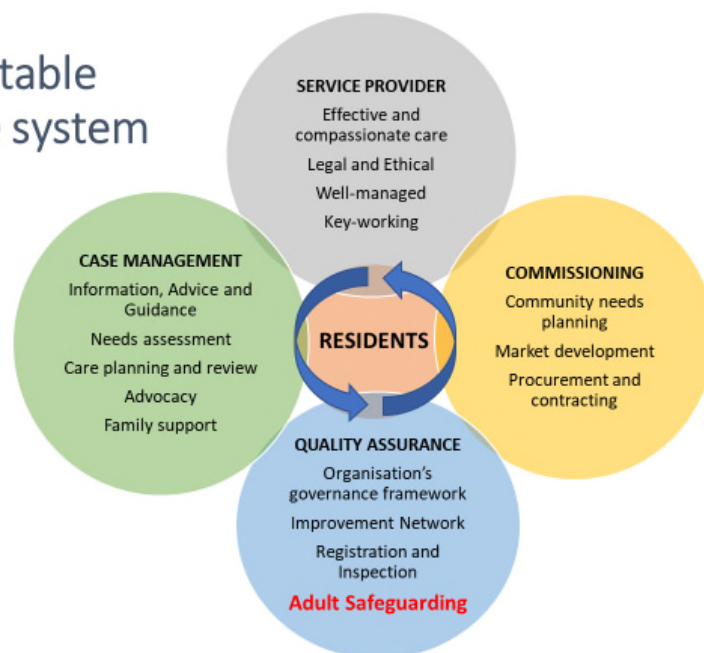 table
system
SERVICE PROVIDER
Effective and
compassionate care
Legal and Ethical
Well-managed
Key-working
CASE MANAGEMENT
Information, Advice and
Guidance
Needs assessment
Care planning and review
Advocacy
Family support
RESIDENTS
COMMISSIONING
Community needs
planning
Market development
Procurement and
contracting
QUALITY ASSURANCE
Organisation's
governance framework
Improvement Network
Registration and
Inspection
Adult Safeguarding